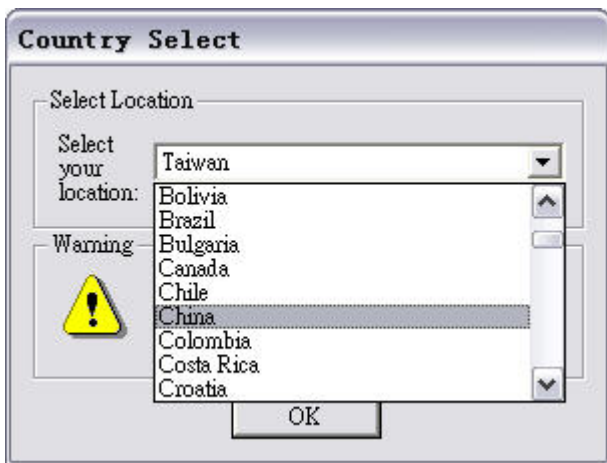 Country Select
Select Location
Select
your
location:
Taiwan
Bolivia
Brazil
Bulgaria
Canada
Chile
China
Colombia
Costa Rica
Croatia
Warning
OK